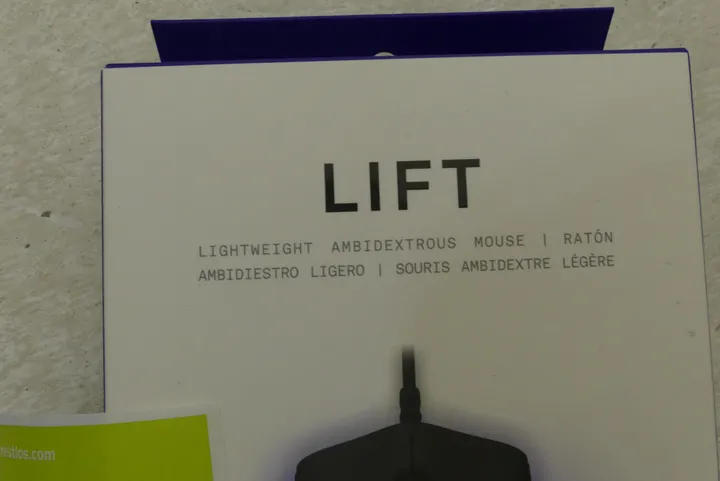 LIFT
LIGHTWEIGHT AMBIDEXTROUS MOUSE | RATÓN
AMBIDIESTRO LIGERO | SOURIS AMBIDEXTRE LÉGÈRE